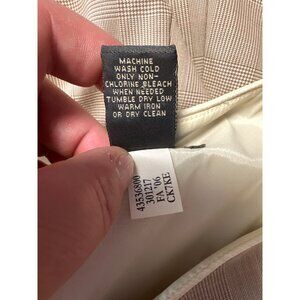 MACHINE
WASH COLD
ONLY NON-
CHLORINE BLEACH
WHEN NEEDED
TUMBLE DRY LOW
WARM IRON
OR DRY CLEAN
43536800
301217
FA '06
CK7KE